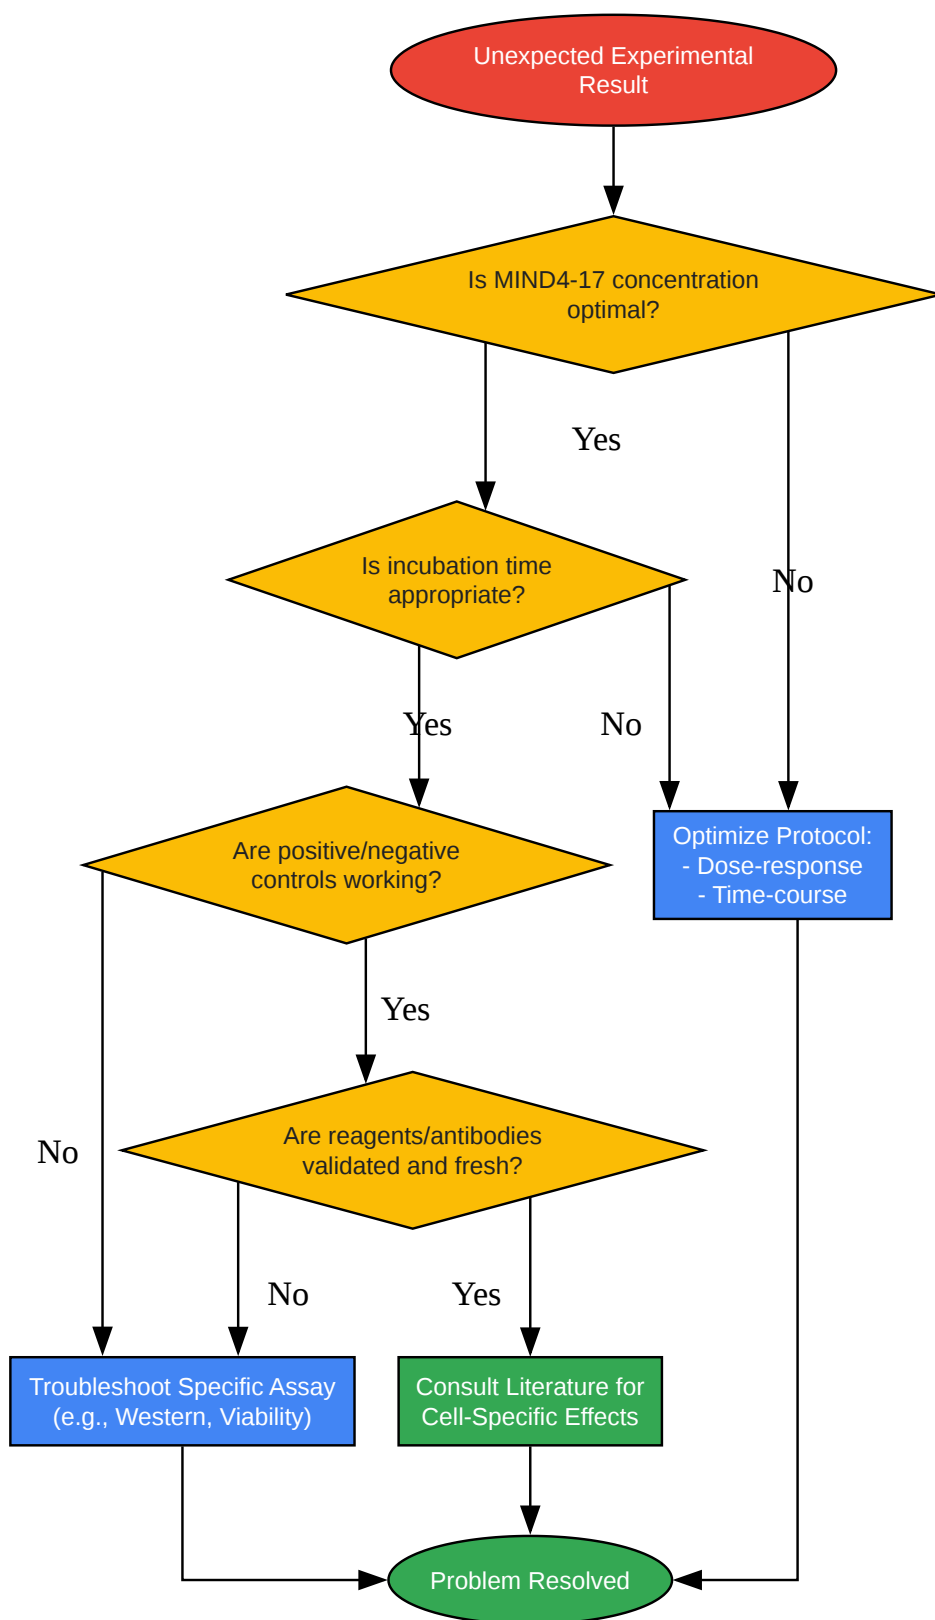 Unexpected Experimental
Result
Is MIND4-17 concentration
optimal?
Yes
Is incubation time
appropriate?
No
Yes
No
Optimize Protocol:
- Dose-response
- Time-course
Are positive/negative
controls working?
Yes
Are reagents/antibodies
validated and fresh?
No
No
Yes
Troubleshoot Specific Assay
(e.g., Western, Viability)
Consult Literature for
Cell-Specific Effects
Problem Resolved